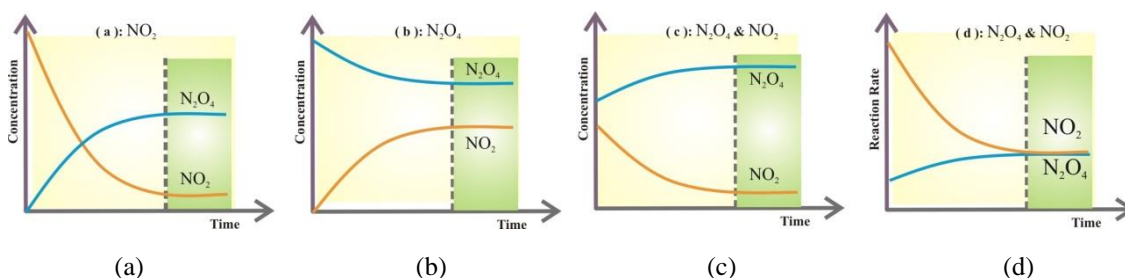 (a): NO₂
Concentration
N₂O₄
NO₂
Time
(a)
(b): N₂O₄
Concentration
N₂O₄
NO₂
Time
(b)
(c): N₂O₄ & NO₂
Concentration
N₂O₄
NO₂
Time
(c)
(d): N₂O₄ & NO₂
Reaction Rate
NO₂
N₂O₄
Time
(d)